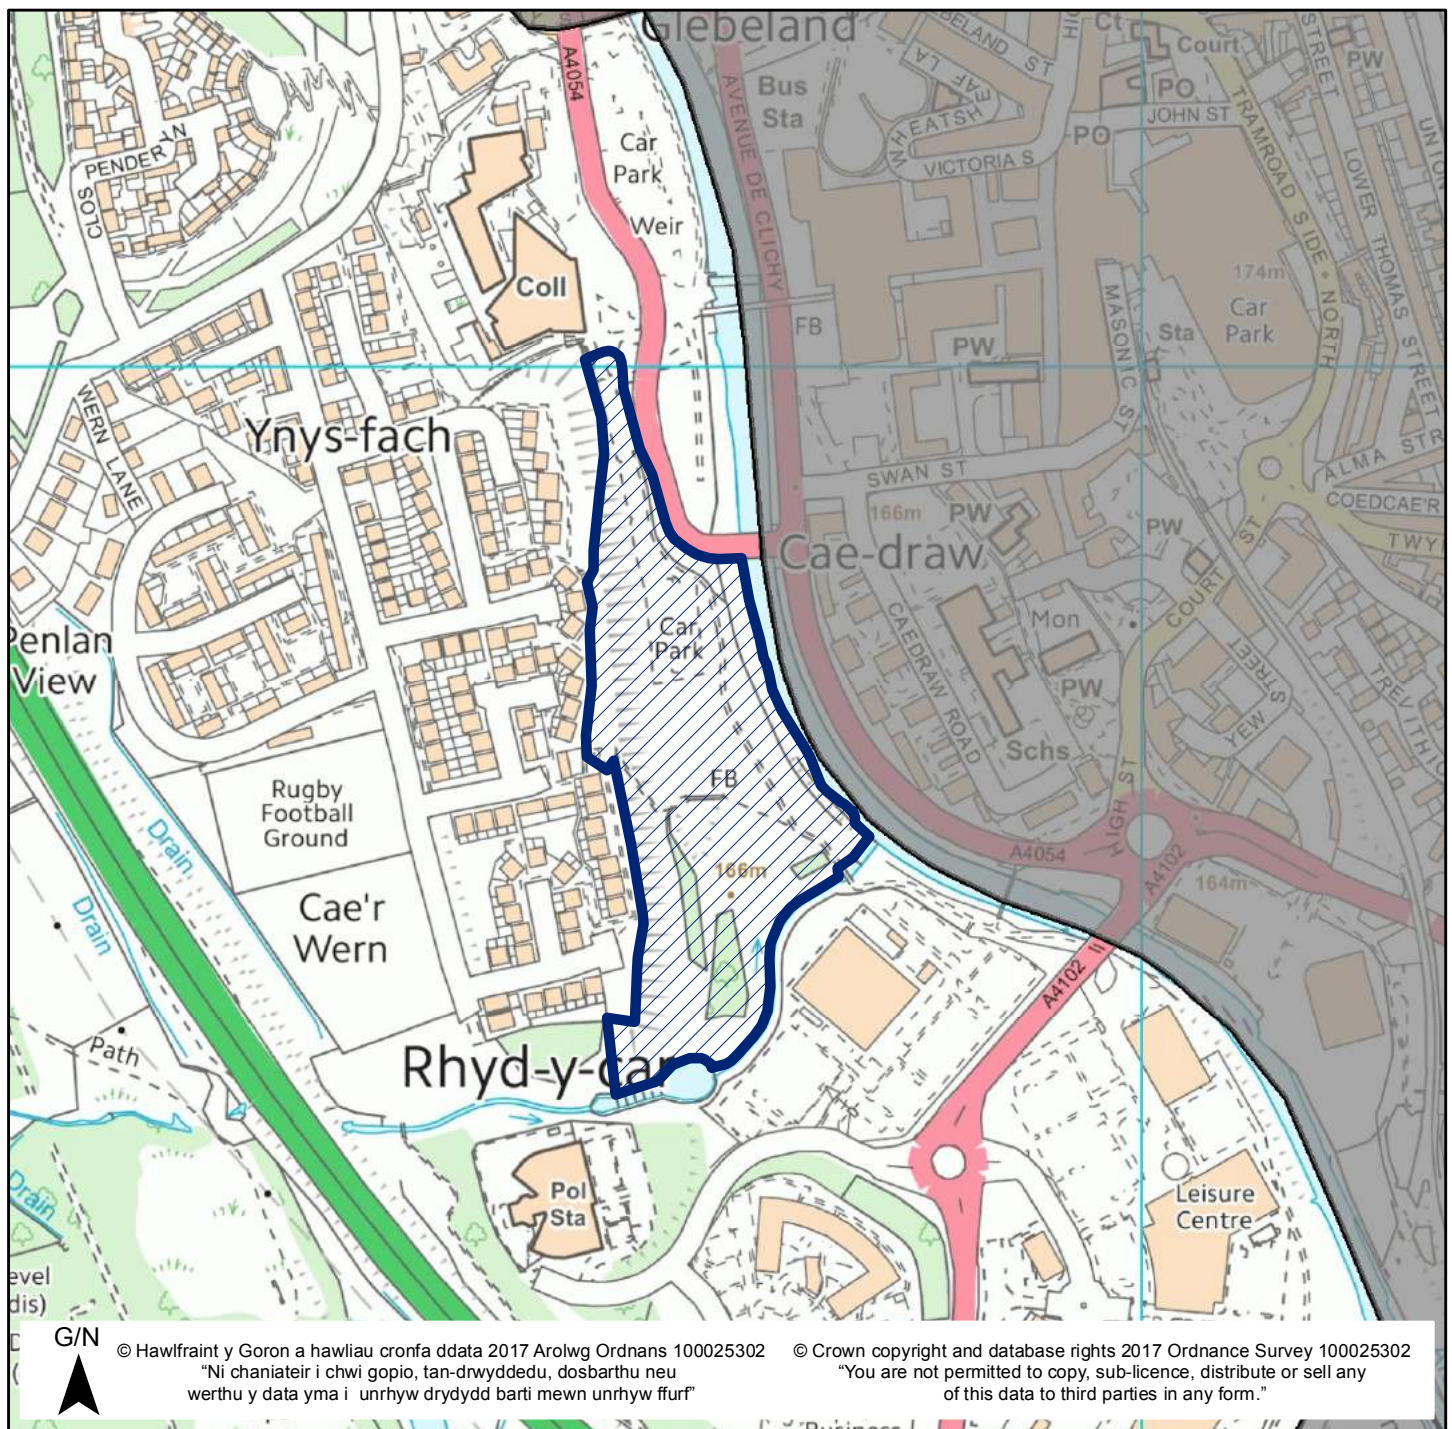 Glebeland
A4054
Car
Park
Weir
Bus
Sta
AVENUE DE CLICHY
WHEATSHEAF LA
VICTORIA S
Ct
Court
PO
PO
JOHN ST
PW
STREET
TRAMROAD SIDE NORTH
LOWER THOMAS STREET
CLOS PENDERYN
Coll
FB
174m
Car
Park
MASONIC ST
Sta
PW
WERN LANE
Ynys-fach
SWAN ST
166m
PW
PW
ALMA STR
COEDCAE'R
Cae-draw
COURT ST
Mon
CAEDRAW ROAD
PW
YEW STREET
Schs
Penlan
View
Car
Park
FB
Rugby
Football
Ground
Drain
HIGH ST
A4054
A4102
164m
166m
Cae'r
Wern
Drain
A4102
Path
Rhyd-y-car
Drain
Pol
Sta
Leisure
Centre
G/N
© Hawlfraint y Goron a hawliau cronfa ddata 2017 Arolwg Ordnans 100025302
“Ni chaniateir i chwi gopio, tan-drwyddedu, dosbarthu neu
werthu y data yma i unrhyw drydydd barti mewn unrhyw ffurf”
© Crown copyright and database rights 2017 Ordnance Survey 100025302
“You are not permitted to copy, sub-licence, distribute or sell any
of this data to third parties in any form.”